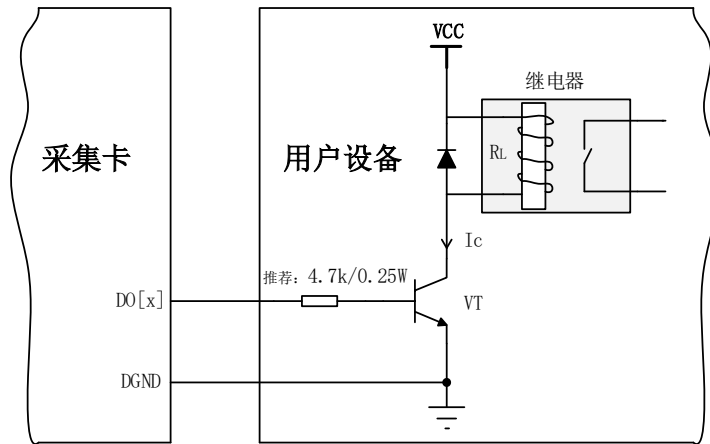 VCC
继电器
采集卡
用户设备
RL
Ic
推荐: 4.7k/0.25W
DO[x]
VT
DGND